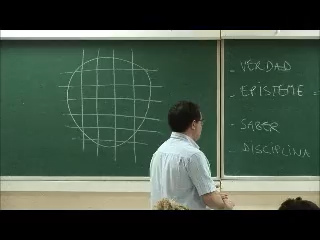 - VERDAD
- EPISTEME -
- SABER
- DISCIPLINA